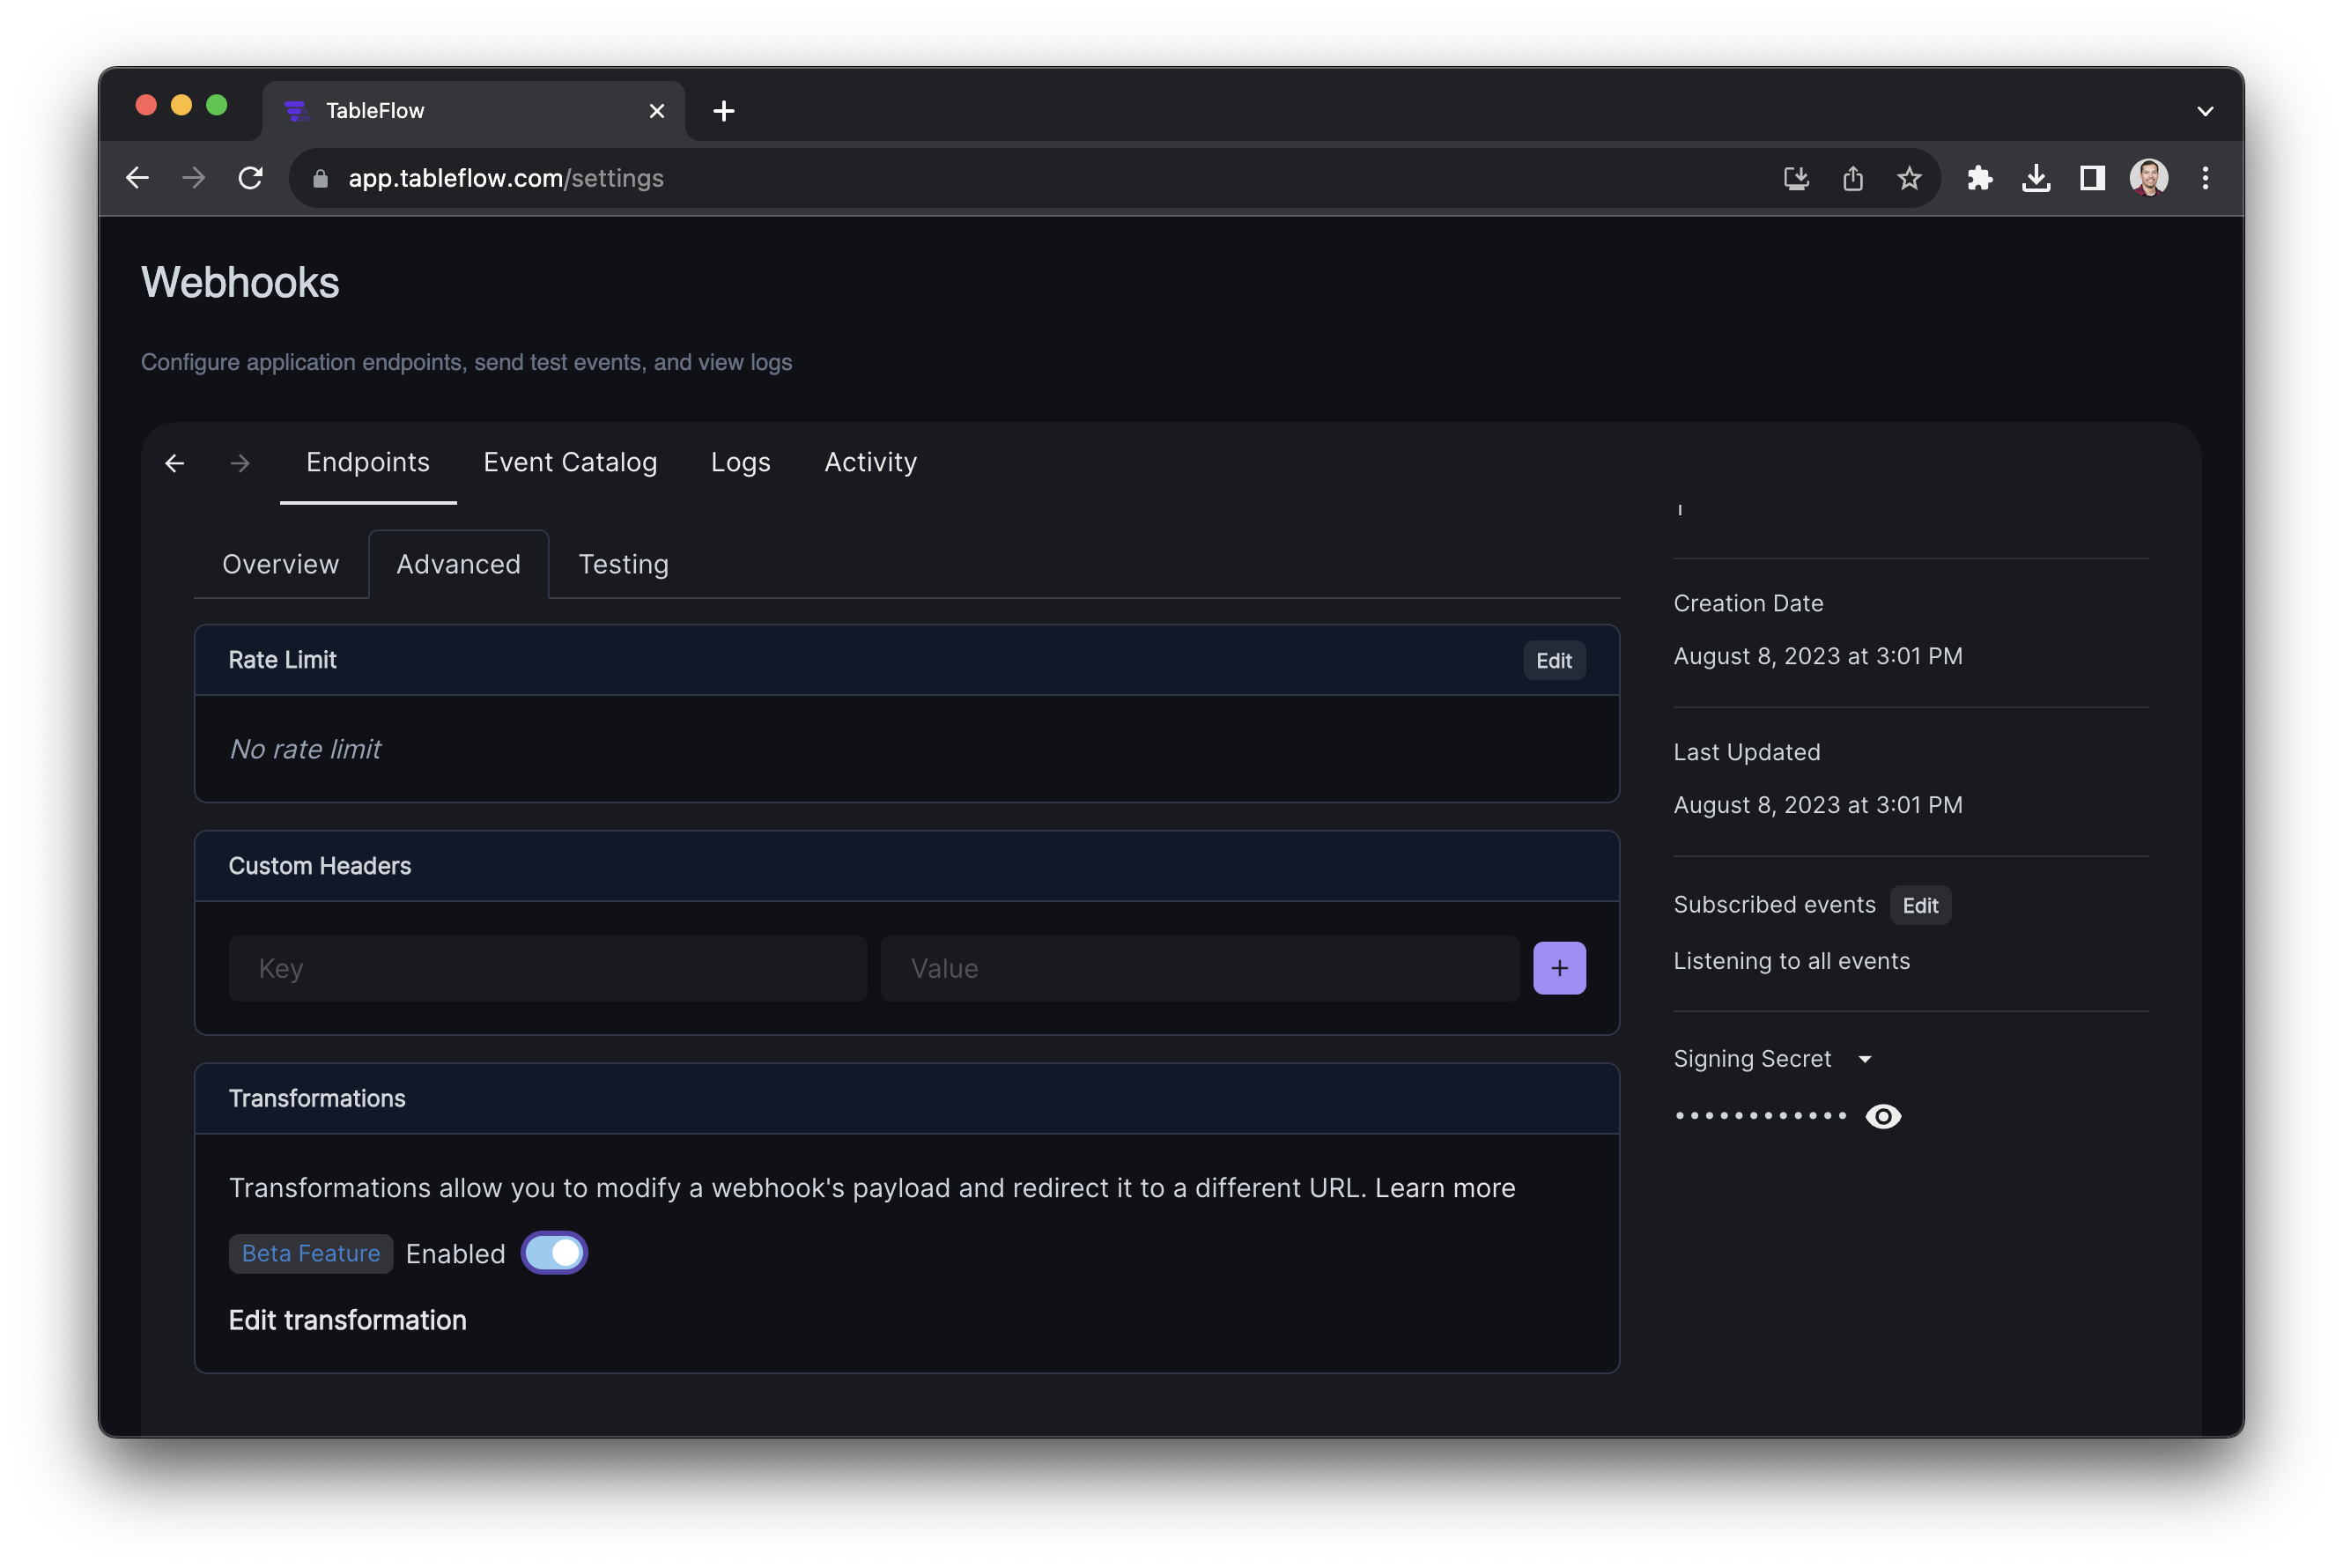 TableFlow
app.tableflow.com/settings
Webhooks
Configure application endpoints, send test events, and view logs
Endpoints Event Catalog Logs Activity
Overview Advanced Testing
Rate Limit Edit
No rate limit
Custom Headers
Key Value
Transformations
Transformations allow you to modify a webhook's payload and redirect it to a different URL. Learn more
Beta Feature Enabled
Edit transformation
Creation Date
August 8, 2023 at 3:01 PM
Last Updated
August 8, 2023 at 3:01 PM
Subscribed events Edit
Listening to all events
Signing Secret
••••••••••••